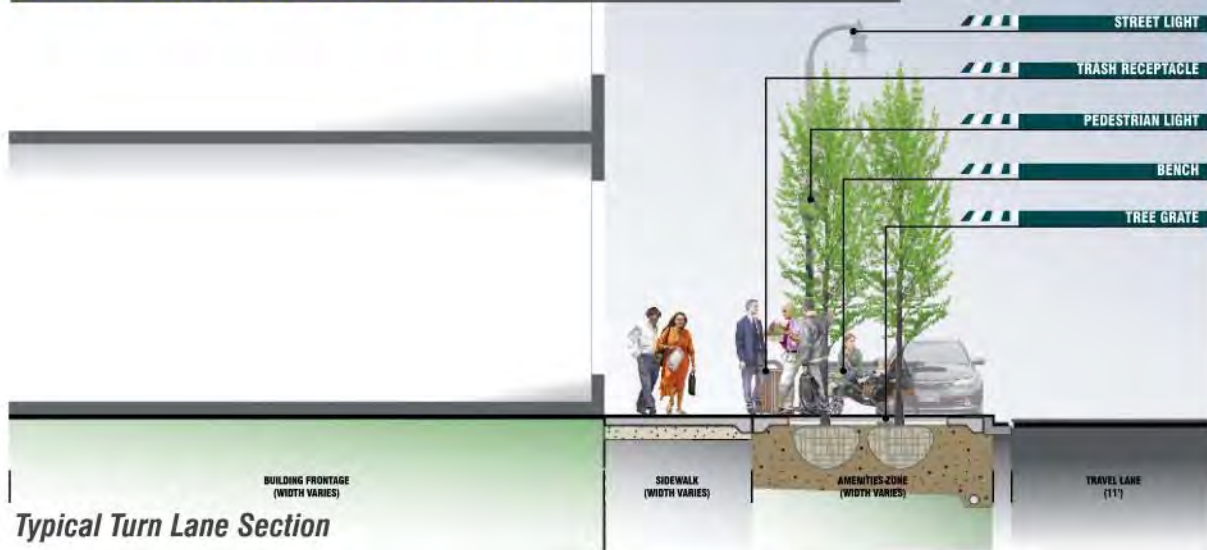 STREET LIGHT
TRASH RECEPTACLE
PEDESTRIAN LIGHT
BENCH
TREE GRATE
BUILDING FRONTAGE
(WIDTH VARIES)
SIDEWALK
(WIDTH VARIES)
AMENITIES ZONE
(WIDTH VARIES)
TRAVEL LANE
(11')
Typical Turn Lane Section